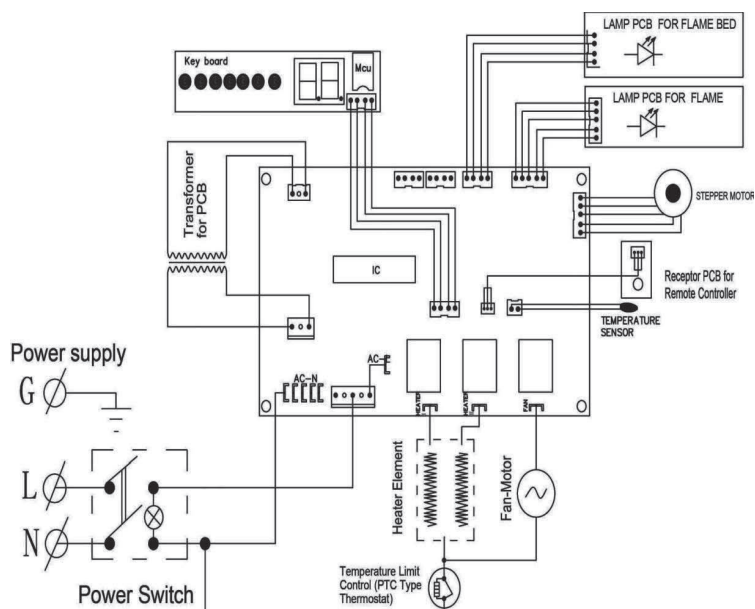 LAMP PCB FOR FLAME BED
Key board
Mcu
LAMP PCB FOR FLAME
Transformer
for PCB
STEPPER MOTOR
IC
Receptor PCB for
Remote Controller
TEMPERATURE
SENSOR
Power supply
G
AC-N
HEATER
HEATER
FAN
L
N
Heater Element
Fan-Motor
Power Switch
Temperature Limit
Control (PTC Type
Thermostat)